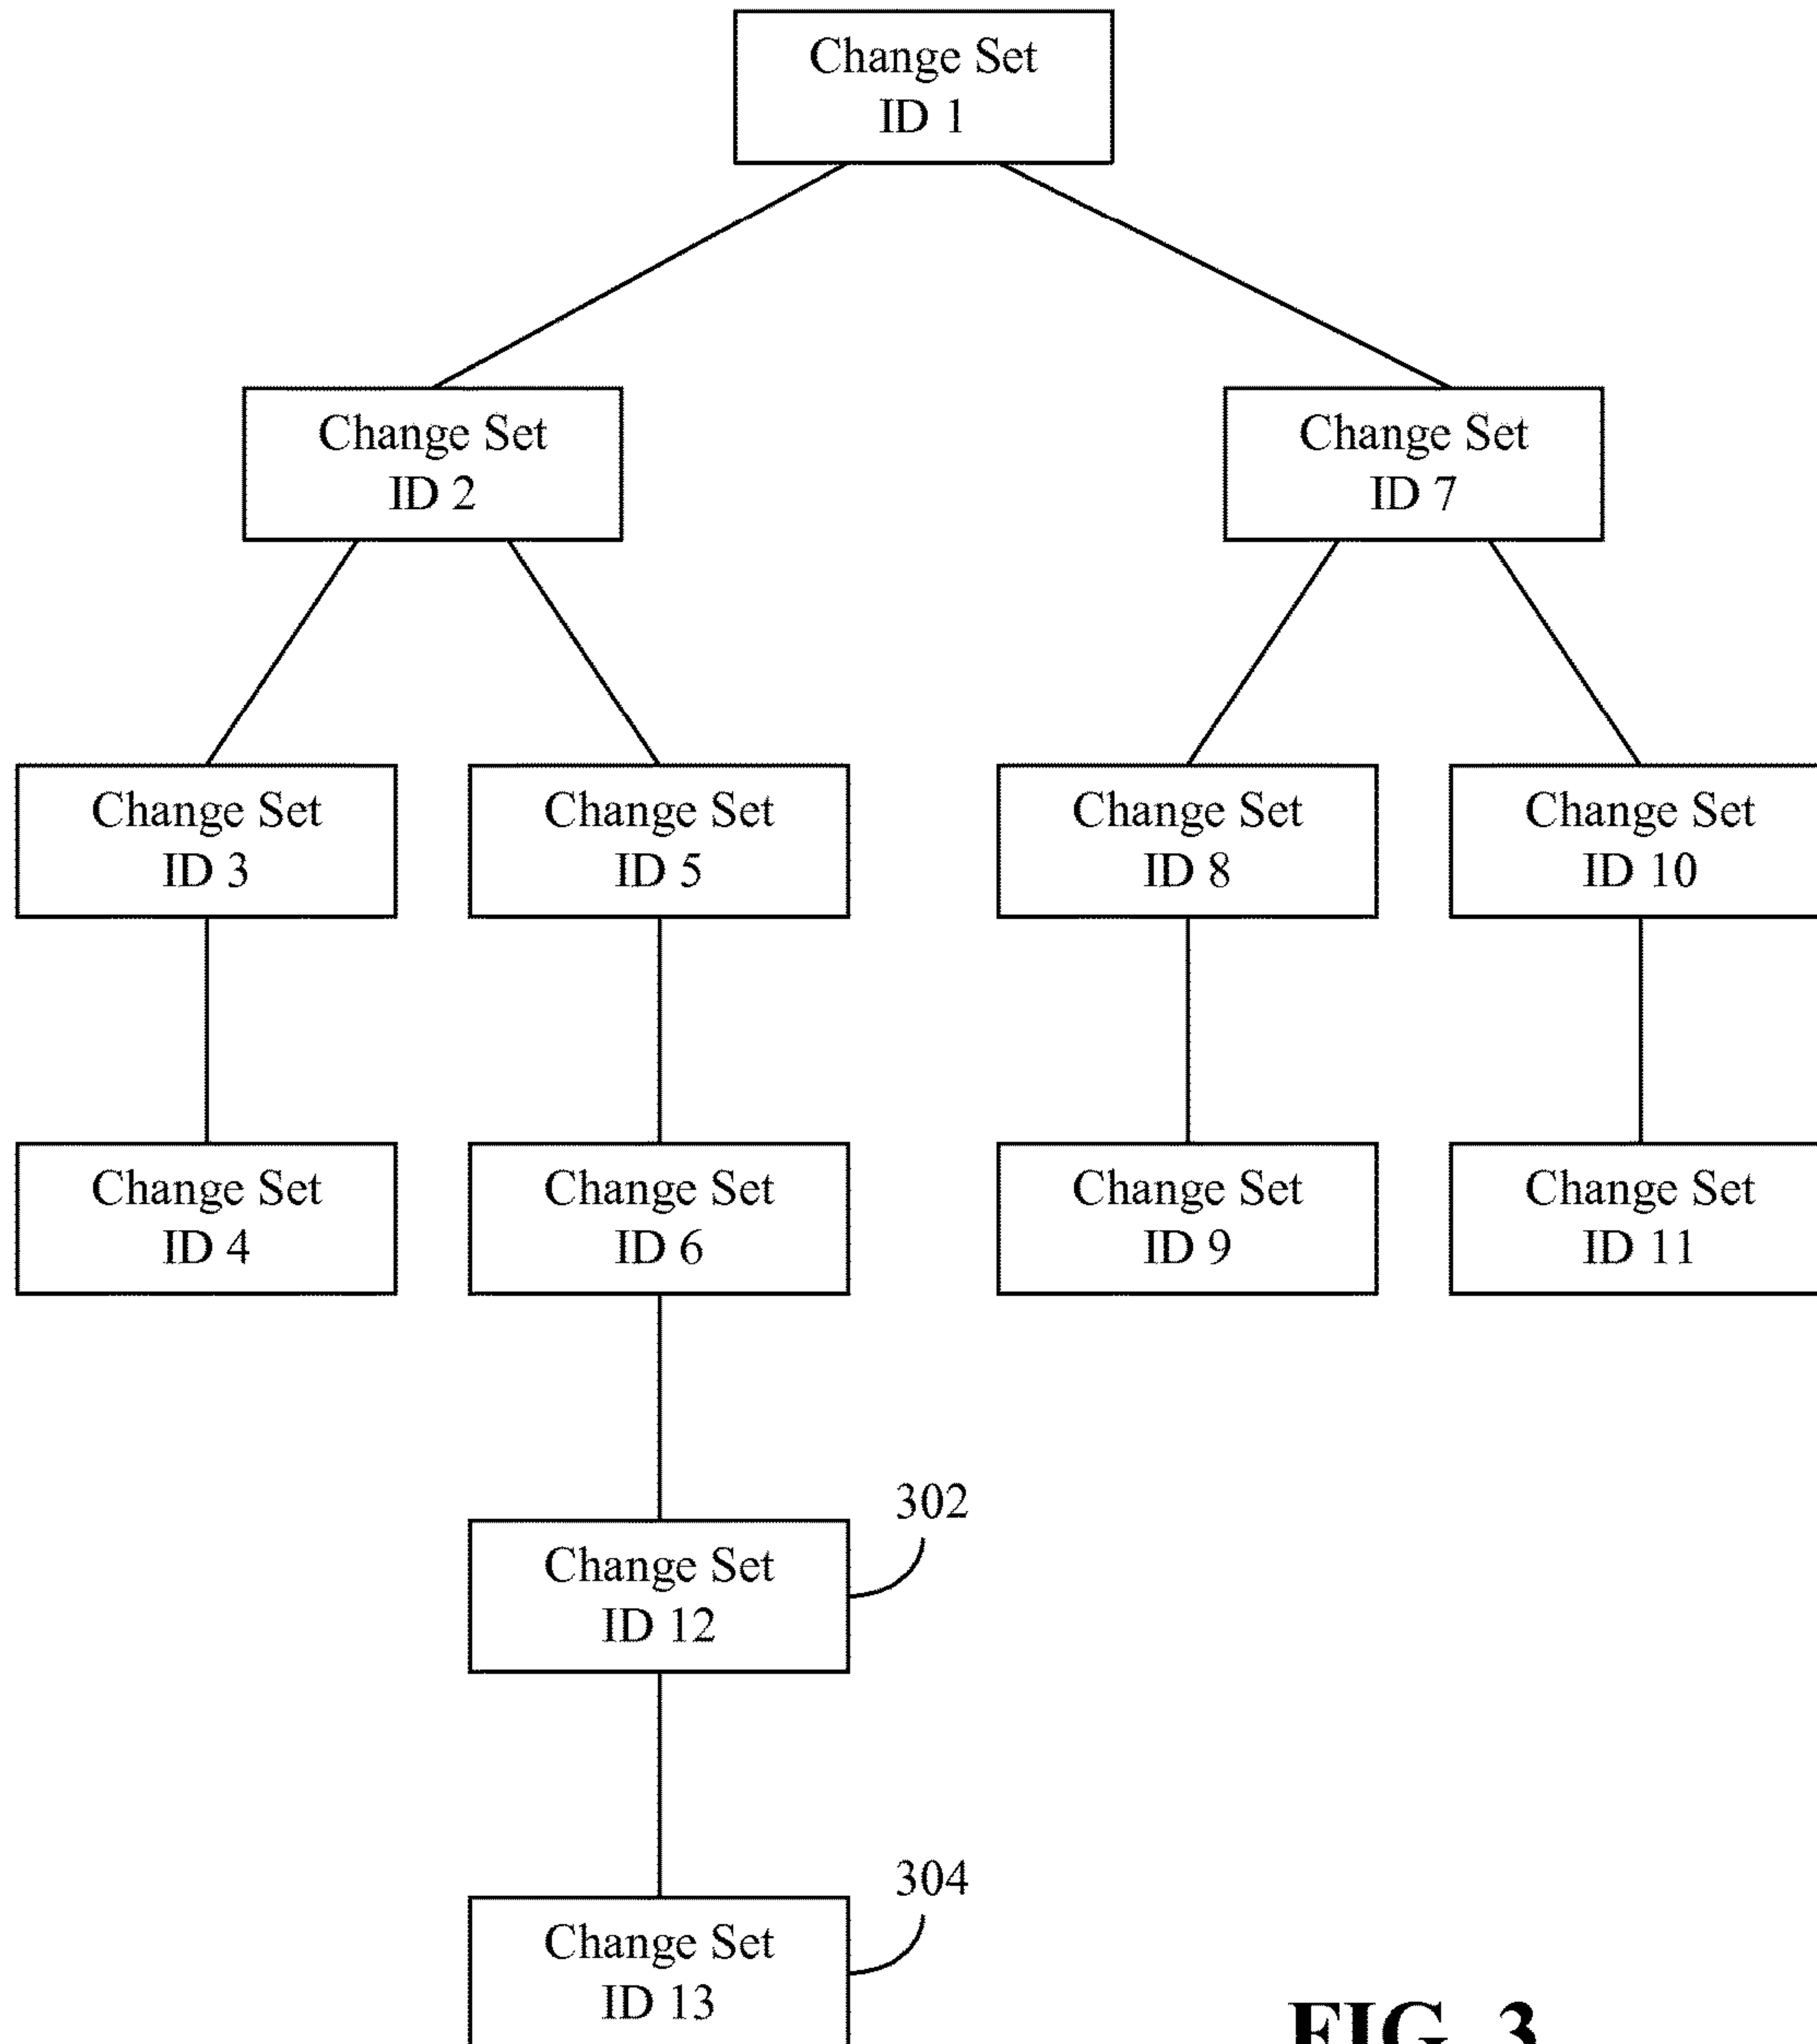 Change Set
ID 1
Change Set
ID 2
Change Set
ID 7
Change Set
ID 3
Change Set
ID 5
Change Set
ID 8
Change Set
ID 10
Change Set
ID 4
Change Set
ID 6
Change Set
ID 9
Change Set
ID 11
302
Change Set
ID 12
304
Change Set
ID 13
FIG. 3